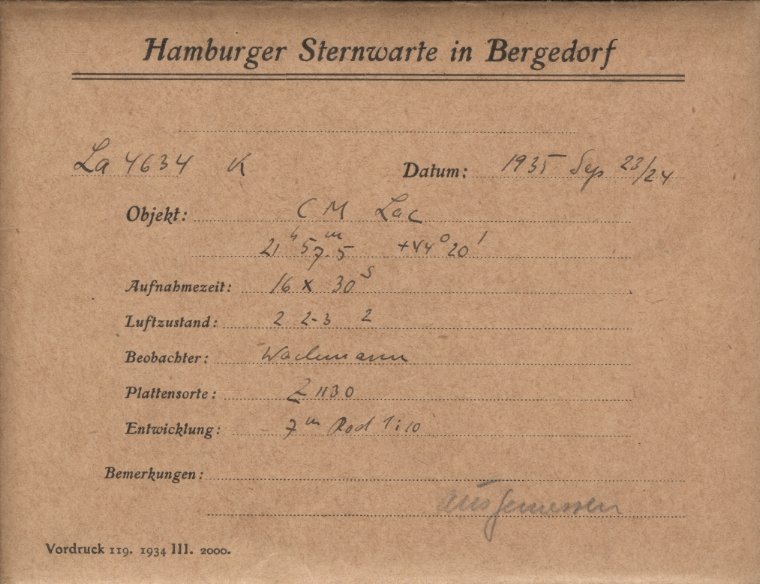 Hamburger Sternwarte in Bergedorf
La 4634 K Datum: 1935 Sep 23/24
Objekt: C M Lac
21h 57m.5 +44° 20'
Aufnahmezeit: 16 x 30s
Luftzustand: 2 2-3 2
Beobachter: Wachmann
Plattensorte: Z 1130
Entwicklung: 7m Rod 1:10
Bemerkungen:
ausgemessen
Vordruck 119. 1934 III. 2000.